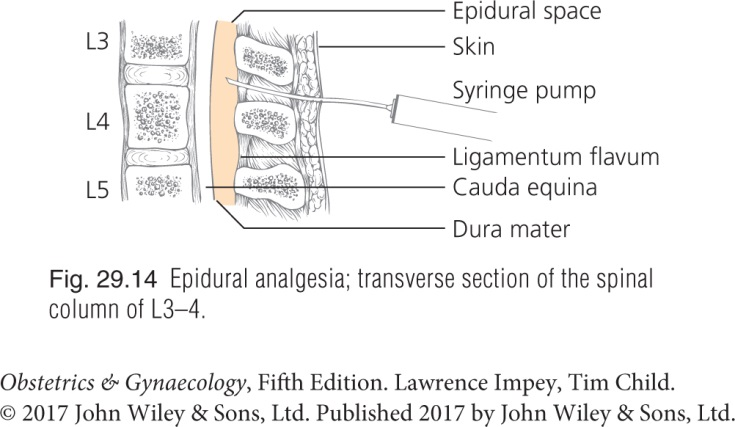 Epidural space
L3
Skin
Syringe pump
L4
Ligamentum flavum
L5
Cauda equina
Dura mater
Fig. 29.14 Epidural analgesia; transverse section of the spinal
column of L3–4.
Obstetrics & Gynaecology, Fifth Edition. Lawrence Impey, Tim Child.
© 2017 John Wiley & Sons, Ltd. Published 2017 by John Wiley & Sons, Ltd.